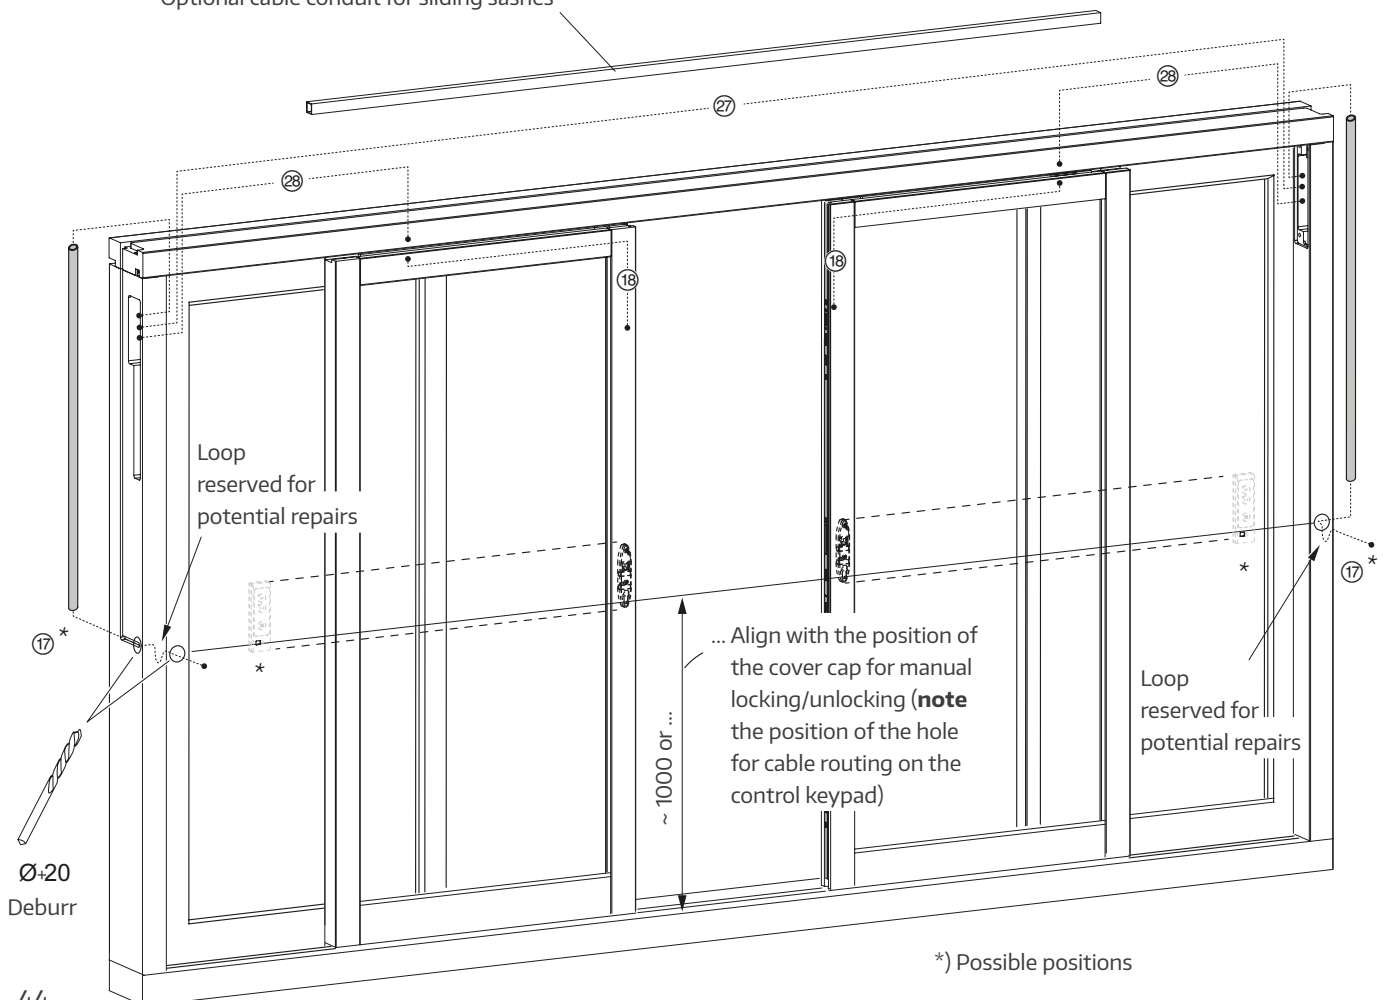 Optional cable conduit for sliding sashes
28
27
28
18
18
Loop
reserved for
potential repairs
17 *
17 *
*
*
... Align with the position of
the cover cap for manual
locking/unlocking (note
the position of the hole
for cable routing on the
control keypad)
~ 1000 or ...
Loop
reserved for
potential repairs
Ø 20
Deburr
*) Possible positions
44